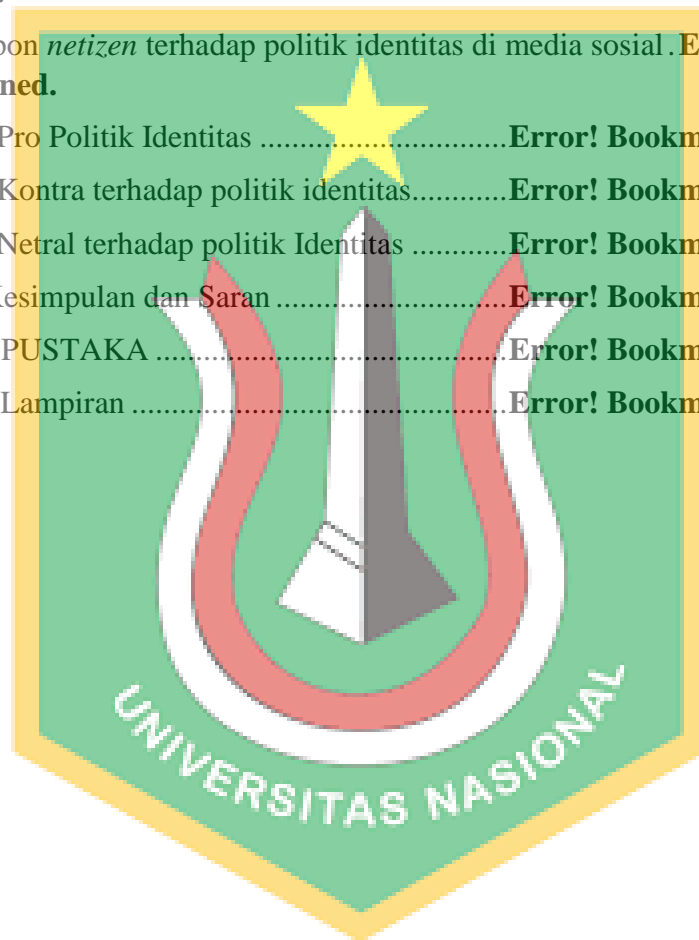 pon netizen terhadap politik identitas di media sosial .E
ned.
Pro Politik Identitas ...............................Error! Bookm
Kontra terhadap politik identitas............Error! Bookm
Netral terhadap politik Identitas .............Error! Bookm
Kesimpulan dan Saran .............................Error! Bookm
PUSTAKA .............................................Error! Bookm
Lampiran ...............................................Error! Bookm
UNIVERSITAS NASIONAL